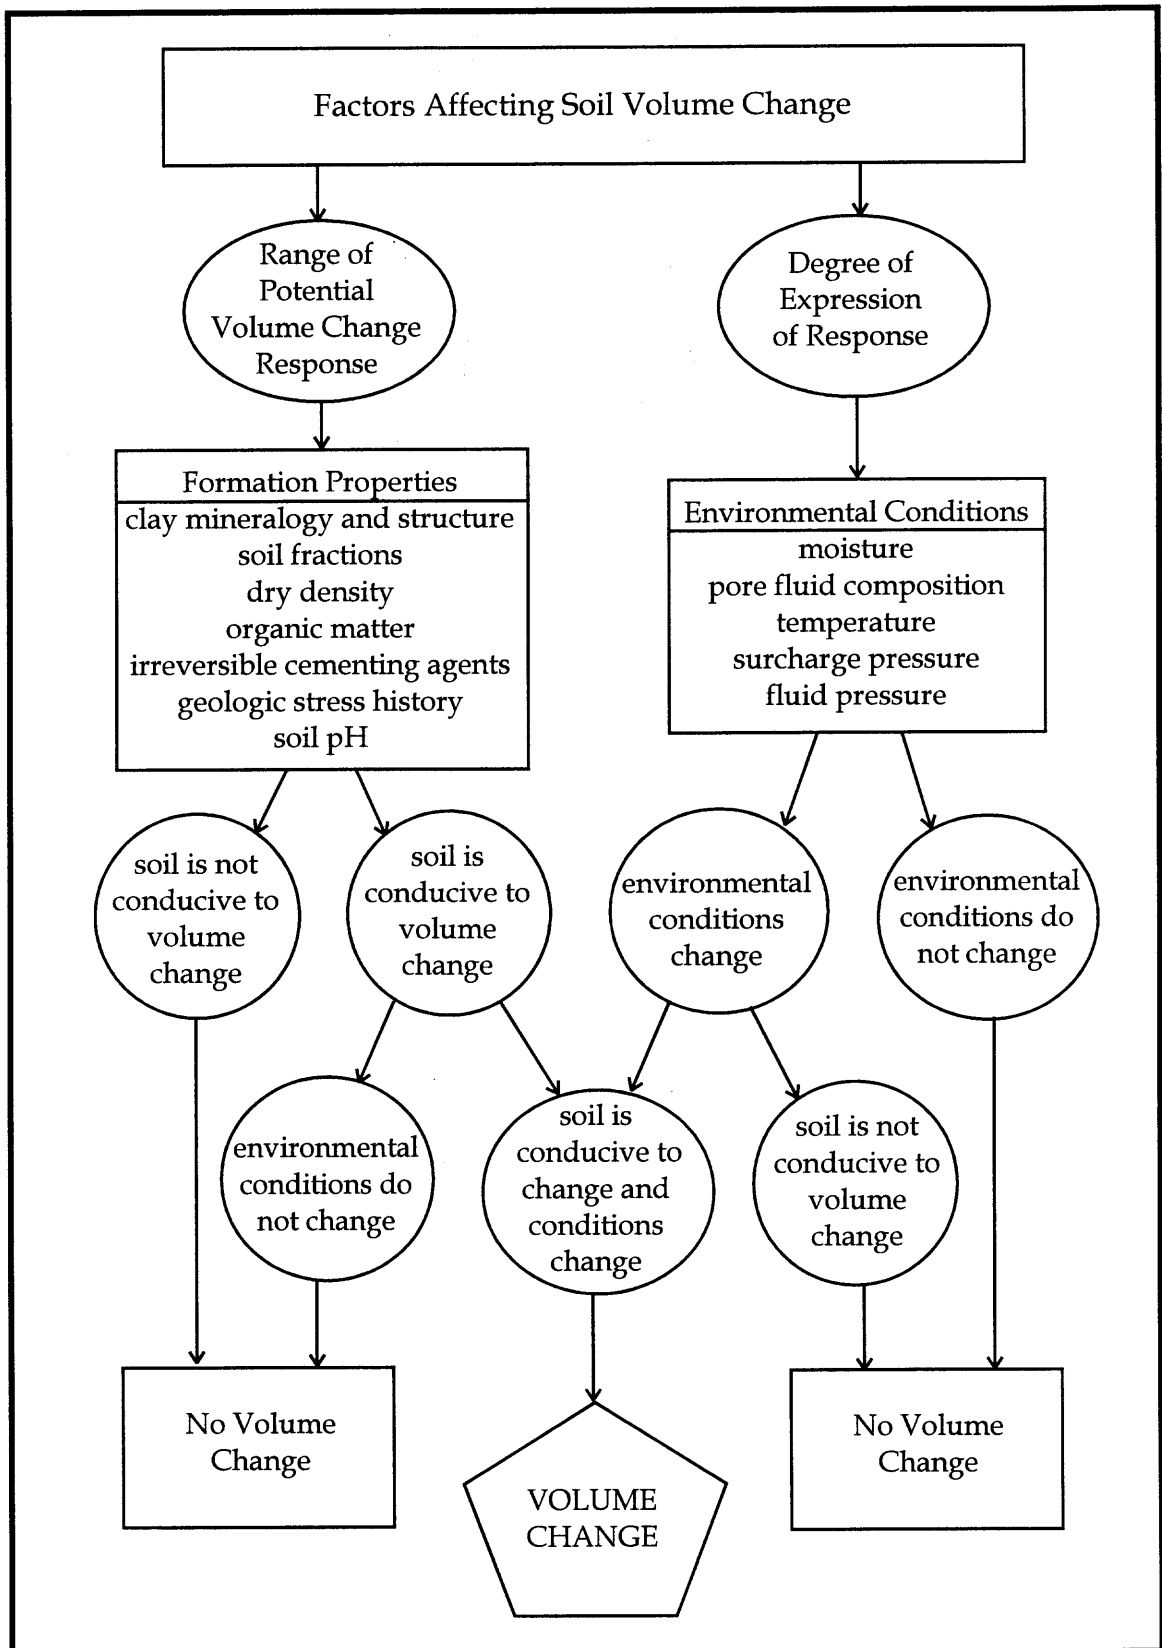 Factors Affecting Soil Volume Change
Range of
Potential
Volume Change
Response
Degree of
Expression
of Response
Formation Properties
clay mineralogy and structure
soil fractions
dry density
organic matter
irreversible cementing agents
geologic stress history
soil pH
Environmental Conditions
moisture
pore fluid composition
temperature
surcharge pressure
fluid pressure
soil is not
conducive to
volume
change
soil is
conducive to
volume
change
environmental
conditions
change
environmental
conditions do
not change
environmental
conditions do
not change
soil is
conducive to
change and
conditions
change
soil is not
conducive to
volume
change
No Volume
Change
VOLUME
CHANGE
No Volume
Change